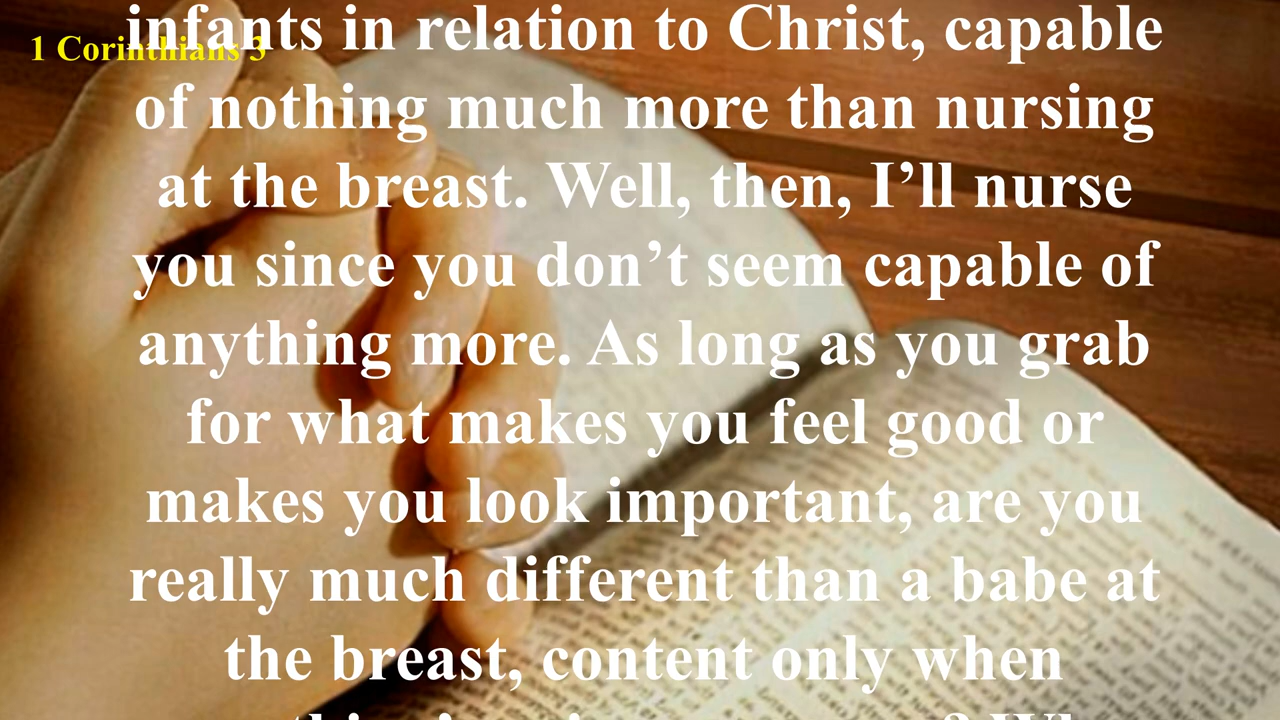 1 Corinthians 3
infants in relation to Christ, capable
of nothing much more than nursing
at the breast. Well, then, I’ll nurse
you since you don’t seem capable of
anything more. As long as you grab
for what makes you feel good or
makes you look important, are you
really much different than a babe at
the breast, content only when